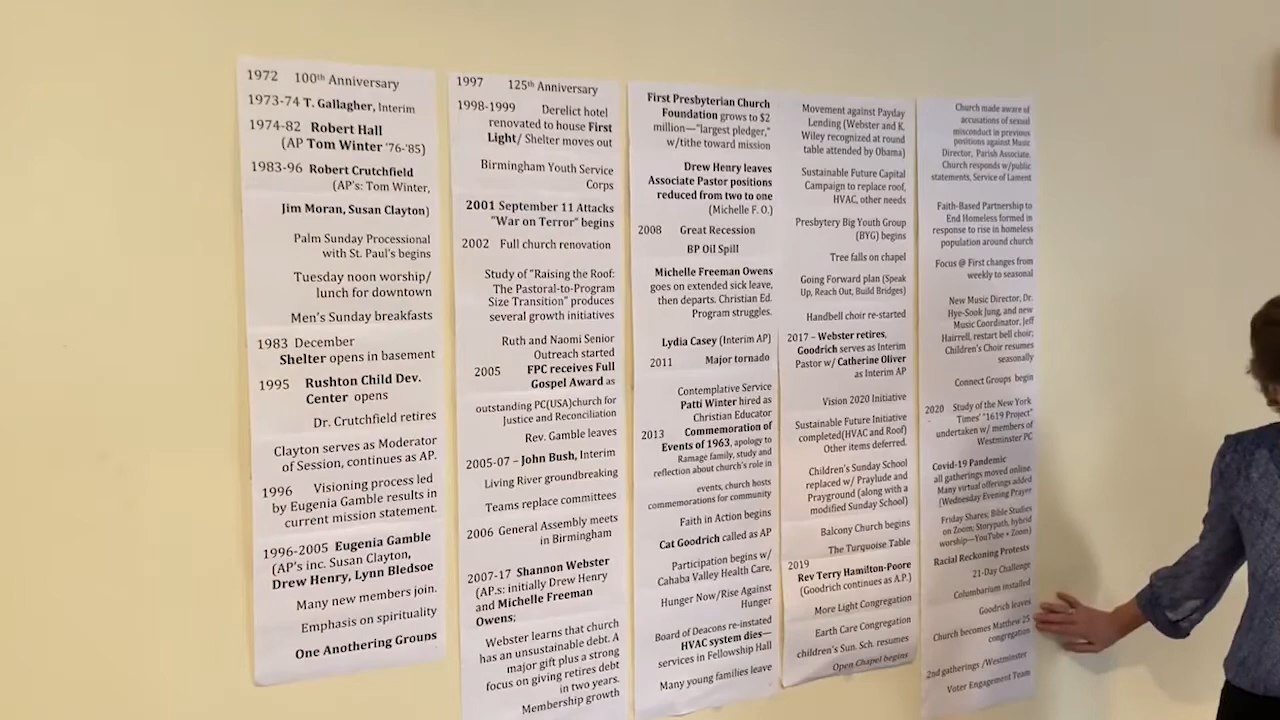 1972 100th Anniversary
1973-74 T. Gallagher, Interim
1974-82 Robert Hall
(AP Tom Winter '76-'85)
1983-96 Robert Crutchfield
(AP's: Tom Winter,
Jim Moran, Susan Clayton)
Palm Sunday Processional
with St. Paul's begins
Tuesday noon worship/
lunch for downtown
Men's Sunday breakfasts
1983 December
Shelter opens in basement
1995 Rushton Child Dev.
Center opens
Dr. Crutchfield retires
Clayton serves as Moderator
of Session, continues as AP.
1996 Visioning process led
by Eugenia Gamble results in
current mission statement.
1996-2005 Eugenia Gamble
(AP's inc. Susan Clayton,
Drew Henry, Lynn Bledsoe
Many new members join.
Emphasis on spirituality
One Anothering Groups
1997 125th Anniversary
1998-1999 Derelict hotel
renovated to house First
Light/ Shelter moves out
Birmingham Youth Service
Corps
2001 September 11 Attacks
"War on Terror" begins
2002 Full church renovation
Study of "Raising the Roof:
The Pastoral-to-Program
Size Transition" produces
several growth initiatives
Ruth and Naomi Senior
Outreach started
2005 FPC receives Full
Gospel Award as
outstanding PC(USA)church for
Justice and Reconciliation
Rev. Gamble leaves
2005-07 – John Bush, Interim
Living River groundbreaking
Teams replace committees
2006 General Assembly meets
in Birmingham
2007-17 Shannon Webster
(AP.s: initially Drew Henry
and Michelle Freeman
Owens;
Webster learns that church
has an unsustainable debt. A
major gift plus a strong
focus on giving retires debt
in two years.
Membership growth
First Presbyterian Church
Foundation grows to $2
million—"largest pledger,"
w/tithe toward mission
Drew Henry leaves
Associate Pastor positions
reduced from two to one
(Michelle F. O.)
2008 Great Recession
BP Oil Spill
Michelle Freeman Owens
goes on extended sick leave,
then departs. Christian Ed.
Program struggles.
Lydia Casey (Interim AP)
2011 Major tornado
Contemplative Service
Patti Winter hired as
Christian Educator
2013 Commemoration of
Events of 1963, apology to
Ramage family, study and
reflection about church's role in
events, church hosts
commemorations for community
Faith in Action begins
Cat Goodrich called as AP
Participation begins w/
Cahaba Valley Health Care,
Hunger Now/Rise Against
Hunger
Board of Deacons re-instated
HVAC system dies—
services in Fellowship Hall
Many young families leave
Movement against Payday
Lending (Webster and K.
Wiley recognized at round
table attended by Obama)
Sustainable Future Capital
Campaign to replace roof,
HVAC, other needs
Presbytery Big Youth Group
(BYG) begins
Tree falls on chapel
Going Forward plan (Speak
Up, Reach Out, Build Bridges)
Handbell choir re-started
2017 – Webster retires,
Goodrich serves as Interim
Pastor w/ Catherine Oliver
as Interim AP
Vision 2020 Initiative
Sustainable Future Initiative
completed(HVAC and Roof)
Other items deferred.
Children's Sunday School
replaced w/ Praylude and
Prayground (along with a
modified Sunday School)
Balcony Church begins
The Turquoise Table
2019
Rev Terry Hamilton-Poore
(Goodrich continues as A.P.)
More Light Congregation
Earth Care Congregation
children's Sun. Sch. resumes
Open Chapel begins
Church made aware of
accusations of sexual
misconduct in previous
positions against Music
Director, Parish Associate.
Church responds w/public
statements, Service of Lament
Faith-Based Partnership to
End Homeless formed in
response to rise in homeless
population around church
Focus @ First changes from
weekly to seasonal
New Music Director, Dr.
Hye-Sook Jung, and new
Music Coordinator, Jeff
Hairrell, restart bell choir;
Children's Choir resumes
seasonally
Connect Groups begin
2020 Study of the New York
Times' "1619 Project"
undertaken w/ members of
Westminster PC
Covid-19 Pandemic
all gatherings moved online.
Many virtual offerings added
(Wednesday Evening Prayer
Friday Shares; Bible Studies
on Zoom; Storypath, hybrid
worship—YouTube + Zoom)
Racial Reckoning Protests
21-Day Challenge
Columbarium installed
Goodrich leaves
Church becomes Matthew 25
congregation
2nd gatherings /Westminster
Voter Engagement Team